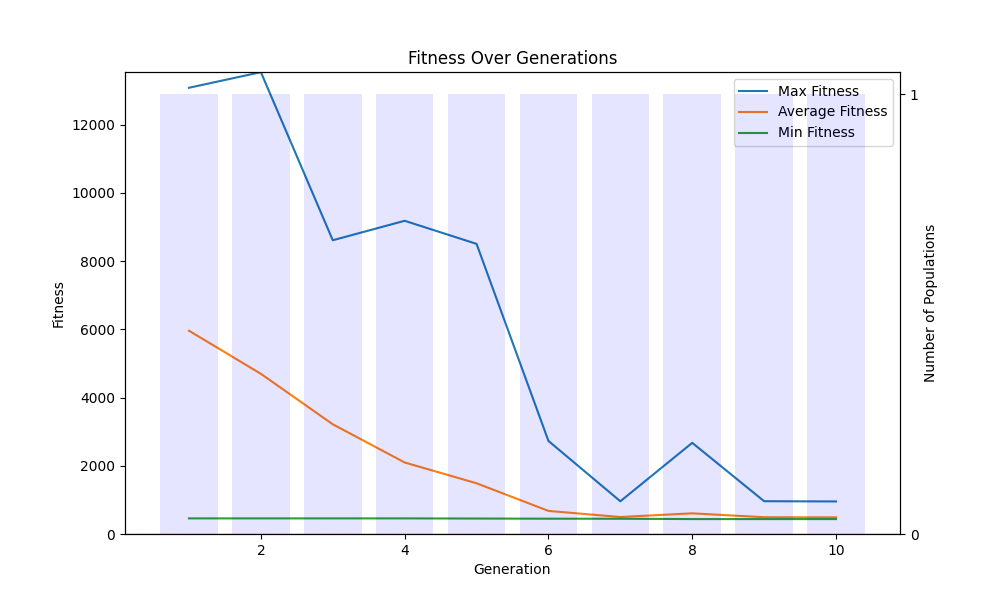 Fitness Over Generations
Max Fitness
Average Fitness
Min Fitness
Fitness
12000
10000
8000
6000
4000
2000
0
1
0
Number of Populations
2
4
6
8
10
Generation